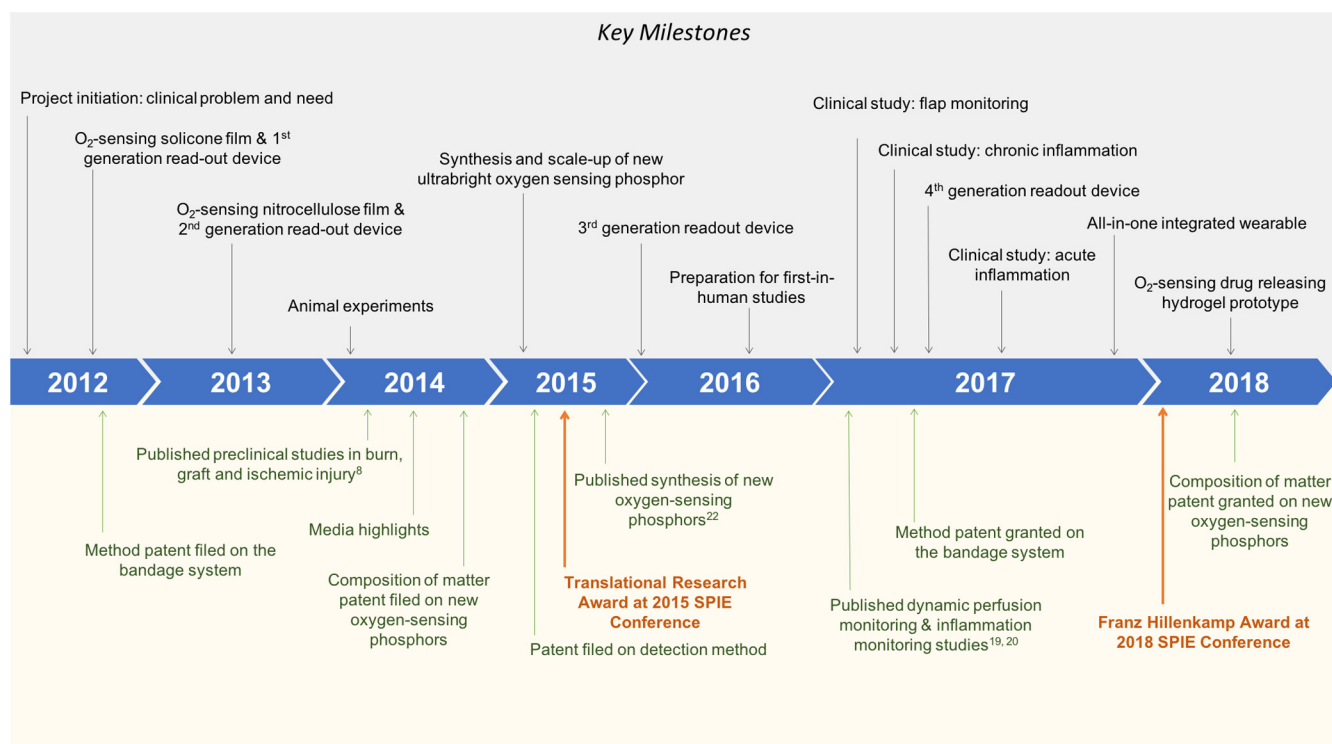 Key Milestones
Project initiation: clinical problem and need
O₂-sensing solicone film & 1ˢᵗ
generation read-out device
O₂-sensing nitrocellulose film &
2ⁿᵈ generation read-out device
Animal experiments
Synthesis and scale-up of new
ultrabright oxygen sensing phosphor
3ʳᵈ generation readout device
Preparation for first-in-
human studies
Clinical study: flap monitoring
Clinical study: chronic inflammation
4ᵗʰ generation readout device
Clinical study: acute
inflammation
All-in-one integrated wearable
O₂-sensing drug releasing
hydrogel prototype
2012
2013
2014
2015
2016
2017
2018
Method patent filed on the
bandage system
Published preclinical studies in burn,
graft and ischemic injury⁸
Media highlights
Composition of matter
patent filed on new
oxygen-sensing
phosphors
Patent filed on detection method
Translational Research
Award at 2015 SPIE
Conference
Published synthesis of new
oxygen-sensing
phosphors²²
Published dynamic perfusion
monitoring & inflammation
monitoring studies¹⁹, ²⁰
Method patent granted on
the bandage system
Franz Hillenkamp Award at
2018 SPIE Conference
Composition of matter
patent granted on new
oxygen-sensing
phosphors